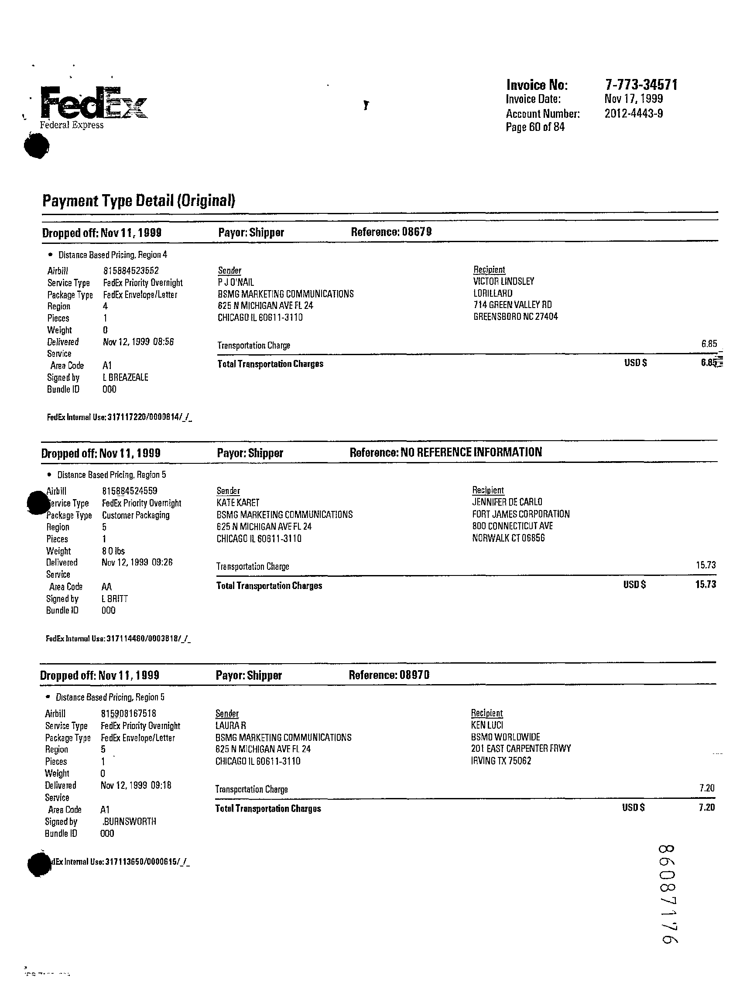 FedEx
Federal Express
Invoice No: 7-773-34571
Invoice Date: Nov 17, 1999
Account Number: 2012-4443-9
Page 60 of 84
Payment Type Detail (Original)
Dropped off: Nov 11, 1999 Payor: Shipper Reference: 08679
• Distance Based Pricing, Region 4
Airbill 815884523552 Sender Recipient
Service Type FedEx Priority Overnight P J O'NAIL VICTOR LINDSLEY
Package Type FedEx Envelope/Letter BSMG MARKETING COMMUNICATIONS LORILLARD
Region 4 625 N MICHIGAN AVE FL 24 714 GREEN VALLEY RD
Pieces 1 CHICAGO IL 60611-3110 GREENSBORO NC 27404
Weight 0
Delivered Nov 12, 1999 08:56 Transportation Charge 6.85
Service
Area Code A1 Total Transportation Charges USD $ 6.85
Signed by L BREAZEALE
Bundle ID 000
FedEx Internal Use: 317117220/0000614/_/_
Dropped off: Nov 11, 1999 Payor: Shipper Reference: NO REFERENCE INFORMATION
• Distance Based Pricing, Region 5
Airbill 815884524559 Sender Recipient
Service Type FedEx Priority Overnight KATE KARET JENNIFER DE CARLO
Package Type Customer Packaging BSMG MARKETING COMMUNICATIONS FORT JAMES CORPORATION
Region 5 625 N MICHIGAN AVE FL 24 800 CONNECTICUT AVE
Pieces 1 CHICAGO IL 60611-3110 NORWALK CT 06856
Weight 8 0 lbs
Delivered Nov 12, 1999 09:26 Transportation Charge 15.73
Service
Area Code AA Total Transportation Charges USD $ 15.73
Signed by L BRITT
Bundle ID 000
FedEx Internal Use: 317114460/0003818/_/_
Dropped off: Nov 11, 1999 Payor: Shipper Reference: 08970
• Distance Based Pricing, Region 5
Airbill 815908167518 Sender Recipient
Service Type FedEx Priority Overnight LAURA R KEN LUCI
Package Type FedEx Envelope/Letter BSMG MARKETING COMMUNICATIONS BSMG WORLDWIDE
Region 5 625 N MICHIGAN AVE FL 24 201 EAST CARPENTER FRWY
Pieces 1 CHICAGO IL 60611-3110 IRVING TX 75062
Weight 0
Delivered Nov 12, 1999 09:18 Transportation Charge 7.20
Service
Area Code A1 Total Transportation Charges USD $ 7.20
Signed by .BURNSWORTH
Bundle ID 000
dEx Internal Use: 317113650/0000615/_/_
86087176